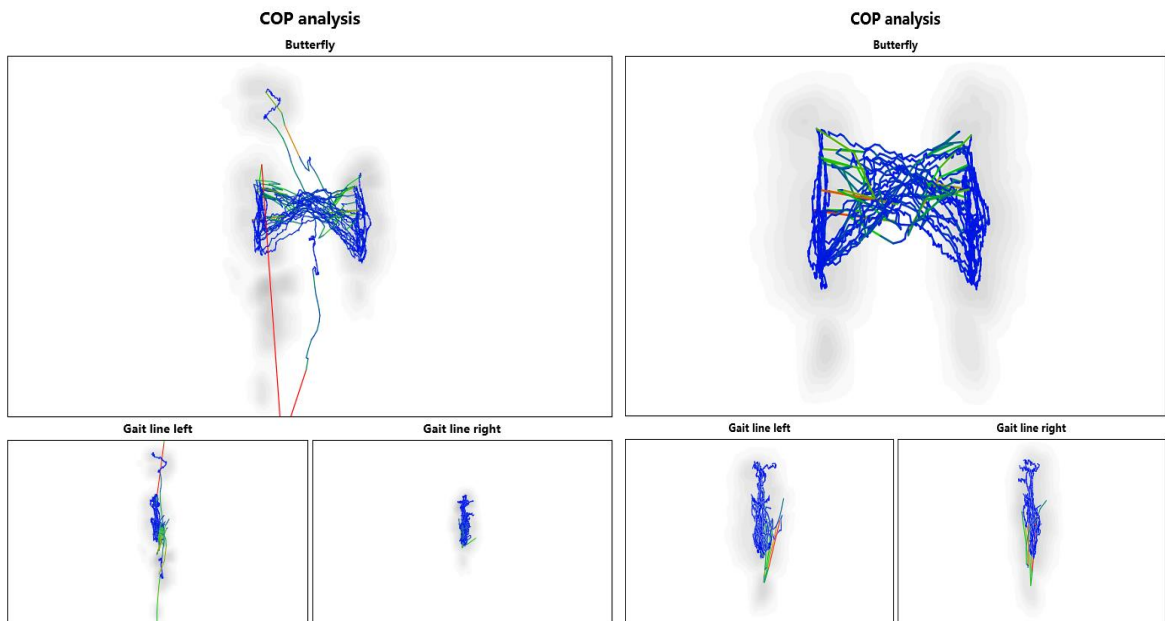 COP analysis
Butterfly
Gait line left
Gait line right
COP analysis
Butterfly
Gait line left
Gait line right